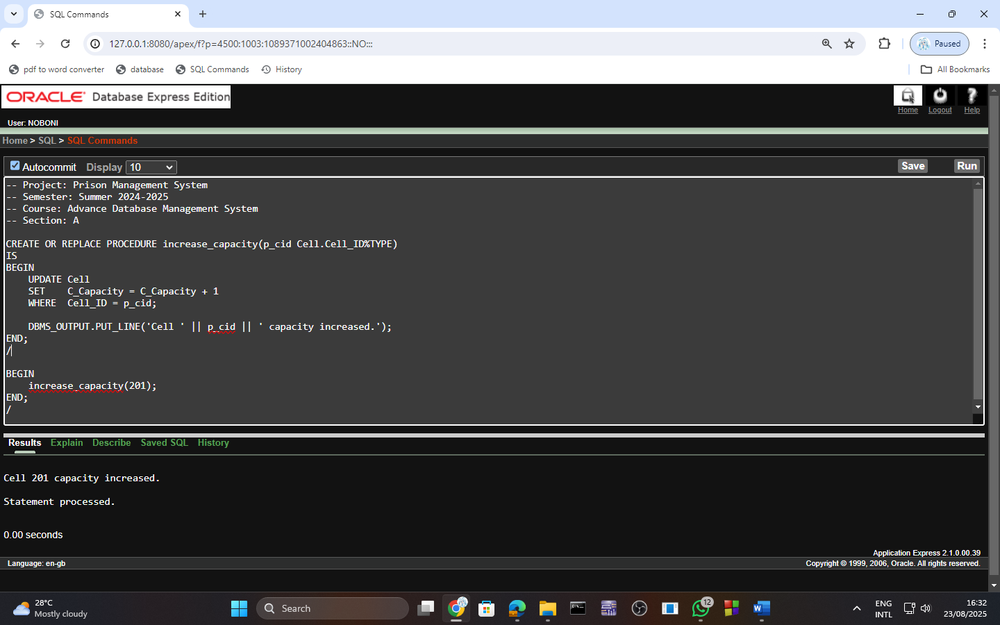 SQL Commands
127.0.0.1:8080/apex/f?p=4500:1003:1089371002404863::NO:::
Paused
pdf to word converter database SQL Commands History All Bookmarks
ORACLE Database Express Edition
Home Logout Help
User: NOBONI
Home > SQL > SQL Commands
Autocommit Display 10 Save Run
-- Project: Prison Management System
-- Semester: Summer 2024-2025
-- Course: Advance Database Management System
-- Section: A
CREATE OR REPLACE PROCEDURE increase_capacity(p_cid Cell.Cell_ID%TYPE)
IS
BEGIN
UPDATE Cell
SET C_Capacity = C_Capacity + 1
WHERE Cell_ID = p_cid;
DBMS_OUTPUT.PUT_LINE('Cell ' || p_cid || ' capacity increased.');
END;
/
BEGIN
increase_capacity(201);
END;
/
Results Explain Describe Saved SQL History
Cell 201 capacity increased.
Statement processed.
0.00 seconds
Application Express 2.1.0.00.39
Language: en-gb Copyright © 1999, 2006, Oracle. All rights reserved.
28°C
Mostly cloudy
Search
12
W
ENG
INTL
16:32
23/08/2025